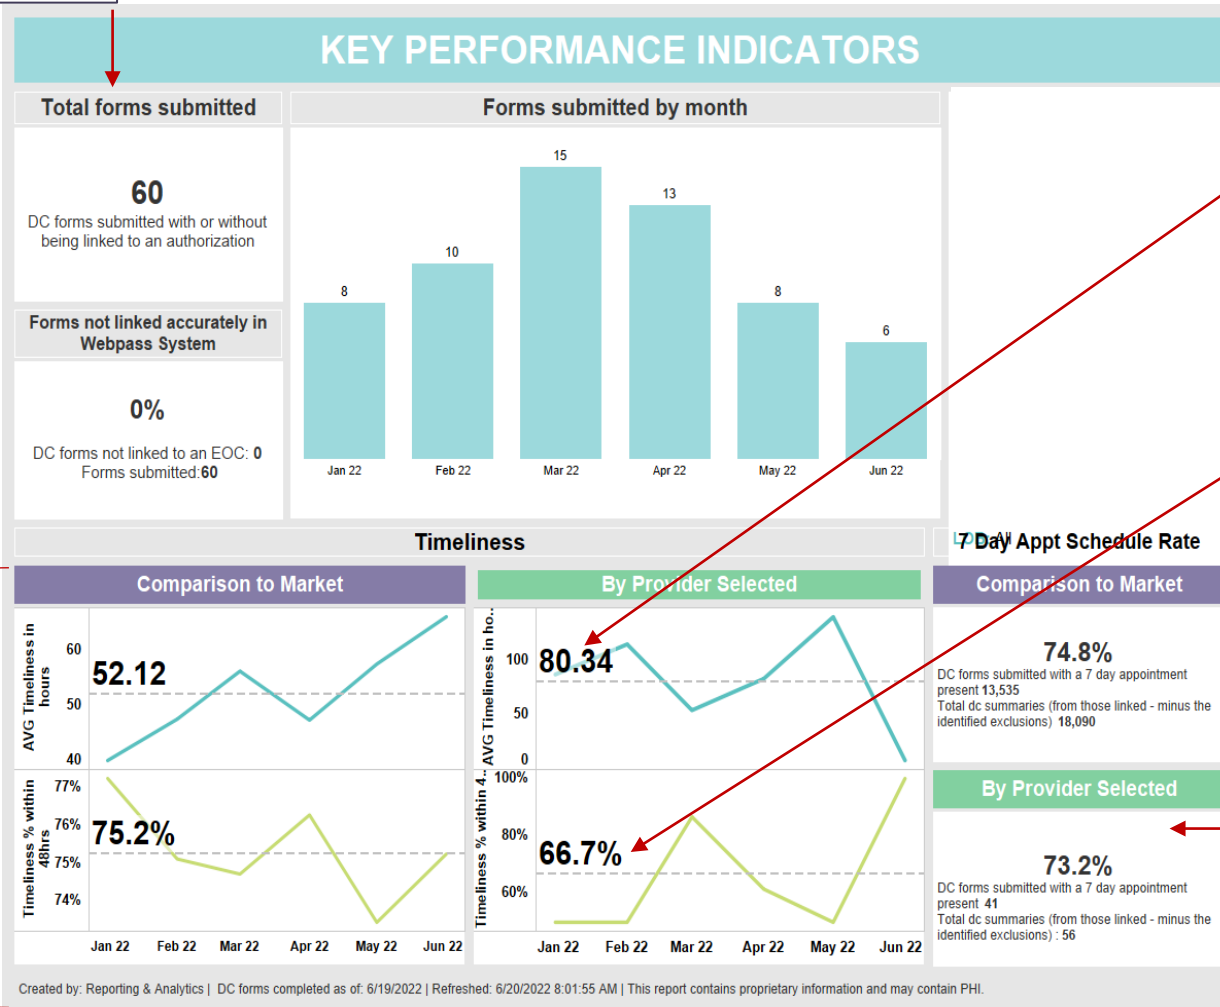 KEY PERFORMANCE INDICATORS
Total forms submitted
60
DC forms submitted with or without
being linked to an authorization
Forms not linked accurately in
Webpass System
0%
DC forms not linked to an EOC: 0
Forms submitted:60
Forms submitted by month
15
13
10
8
8
6
Jan 22 Feb 22 Mar 22 Apr 22 May 22 Jun 22
Timeliness
Comparison to Market
AVG Timeliness in
hours
60
50
40
52.12
Timeliness % within
48hrs
77%
76%
75%
74%
75.2%
Jan 22 Feb 22 Mar 22 Apr 22 May 22 Jun 22
By Provider Selected
AVG Timeliness in ho..
100
50
0
80.34
Timeliness % within 4..
100%
80%
60%
66.7%
Jan 22 Feb 22 Mar 22 Apr 22 May 22 Jun 22
7 Day Appt Schedule Rate
Comparison to Market
74.8%
DC forms submitted with a 7 day appointment
present 13,535
Total dc summaries (from those linked - minus the
identified exclusions) 18,090
By Provider Selected
73.2%
DC forms submitted with a 7 day appointment
present 41
Total dc summaries (from those linked - minus the
identified exclusions) : 56
Created by: Reporting & Analytics | DC forms completed as of: 6/19/2022 | Refreshed: 6/20/2022 8:01:55 AM | This report contains proprietary information and may contain PHI.